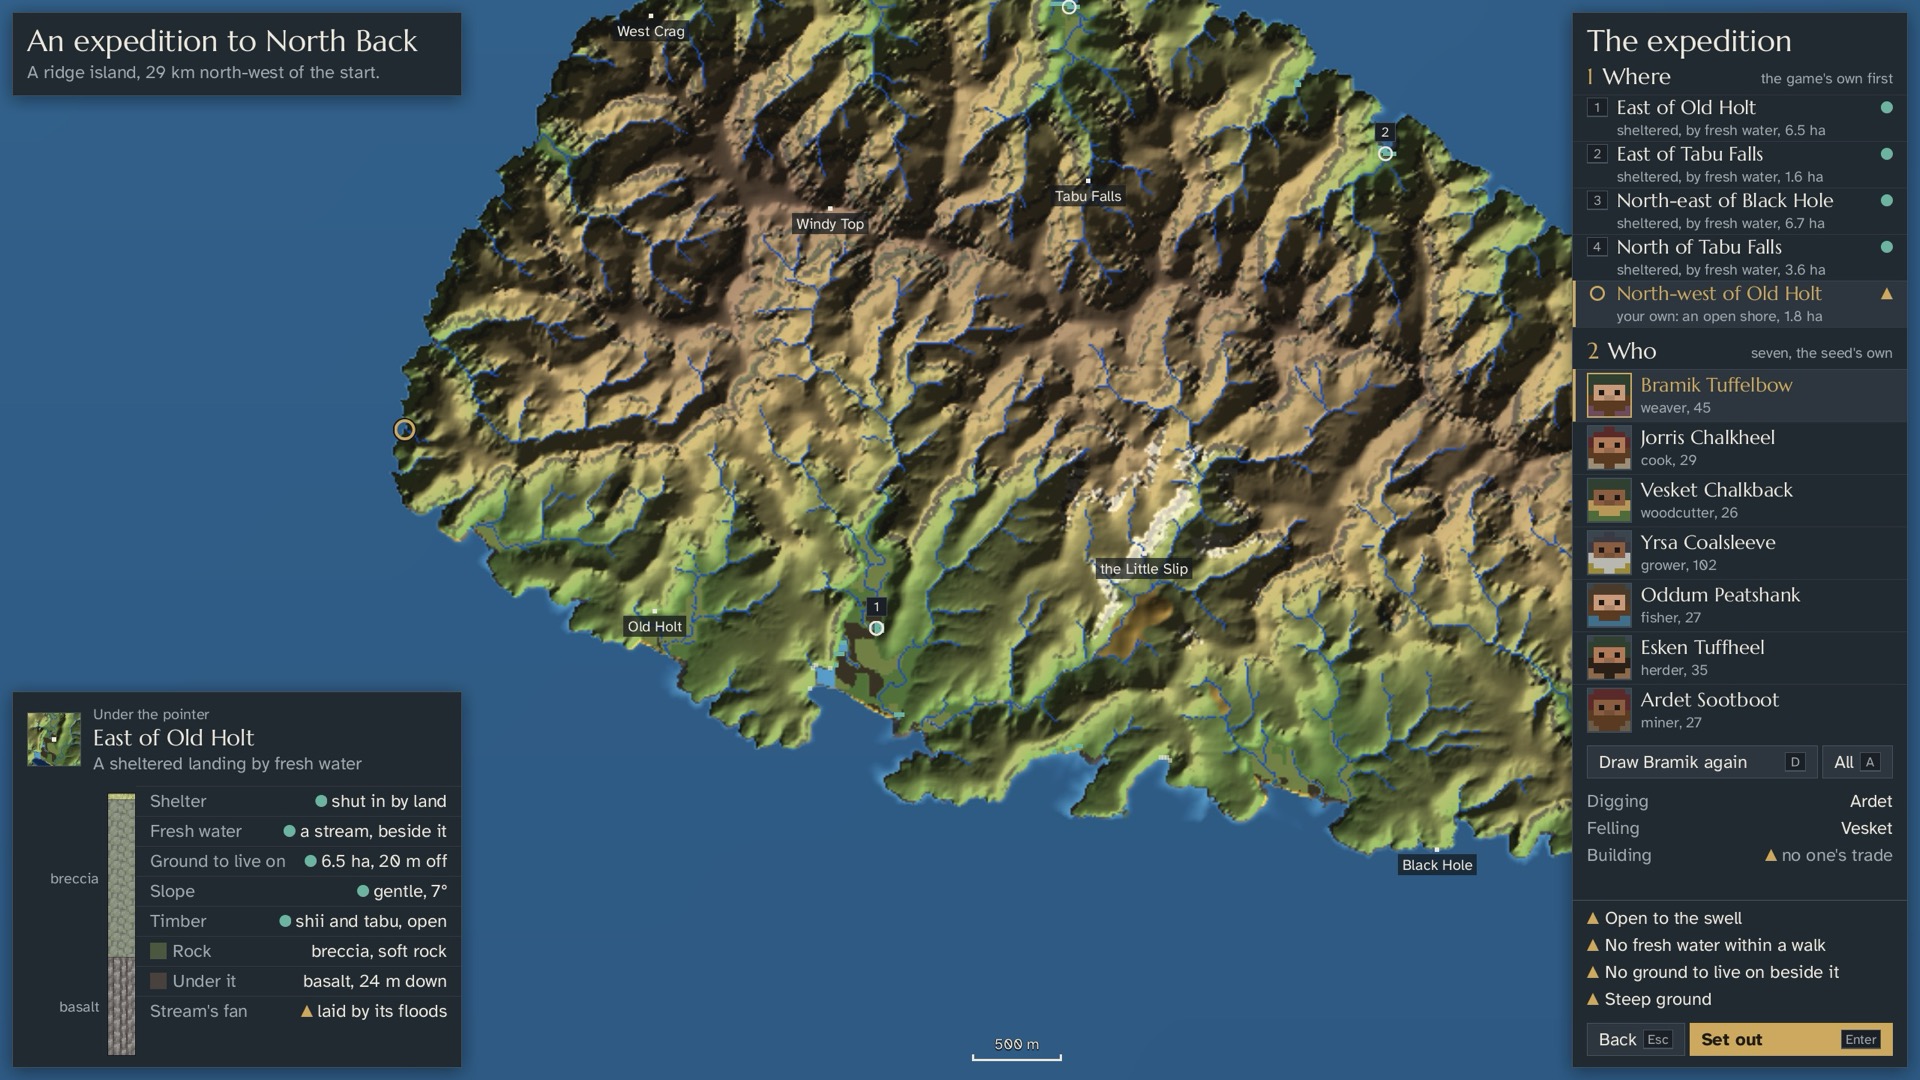 An expedition to North Back
A ridge island, 29 km north-west of the start.
West Crag
2
Tabu Falls
Windy Top
the Little Slip
1
Old Holt
Black Hole
500 m
Under the pointer
East of Old Holt
A sheltered landing by fresh water
breccia
basalt
Shelter shut in by land
Fresh water a stream, beside it
Ground to live on 6.5 ha, 20 m off
Slope gentle, 7°
Timber shii and tabu, open
Rock breccia, soft rock
Under it basalt, 24 m down
Stream's fan laid by its floods
The expedition
1 Where the game's own first
1 East of Old Holt
sheltered, by fresh water, 6.5 ha
2 East of Tabu Falls
sheltered, by fresh water, 1.6 ha
3 North-east of Black Hole
sheltered, by fresh water, 6.7 ha
4 North of Tabu Falls
sheltered, by fresh water, 3.6 ha
North-west of Old Holt
your own: an open shore, 1.8 ha
2 Who seven, the seed's own
Bramik Tuffelbow
weaver, 45
Jorris Chalkheel
cook, 29
Vesket Chalkback
woodcutter, 26
Yrsa Coalsleeve
grower, 102
Oddum Peatshank
fisher, 27
Esken Tuffheel
herder, 35
Ardet Sootboot
miner, 27
Draw Bramik again D All A
Digging Ardet
Felling Vesket
Building no one's trade
Open to the swell
No fresh water within a walk
No ground to live on beside it
Steep ground
Back Esc Set out Enter